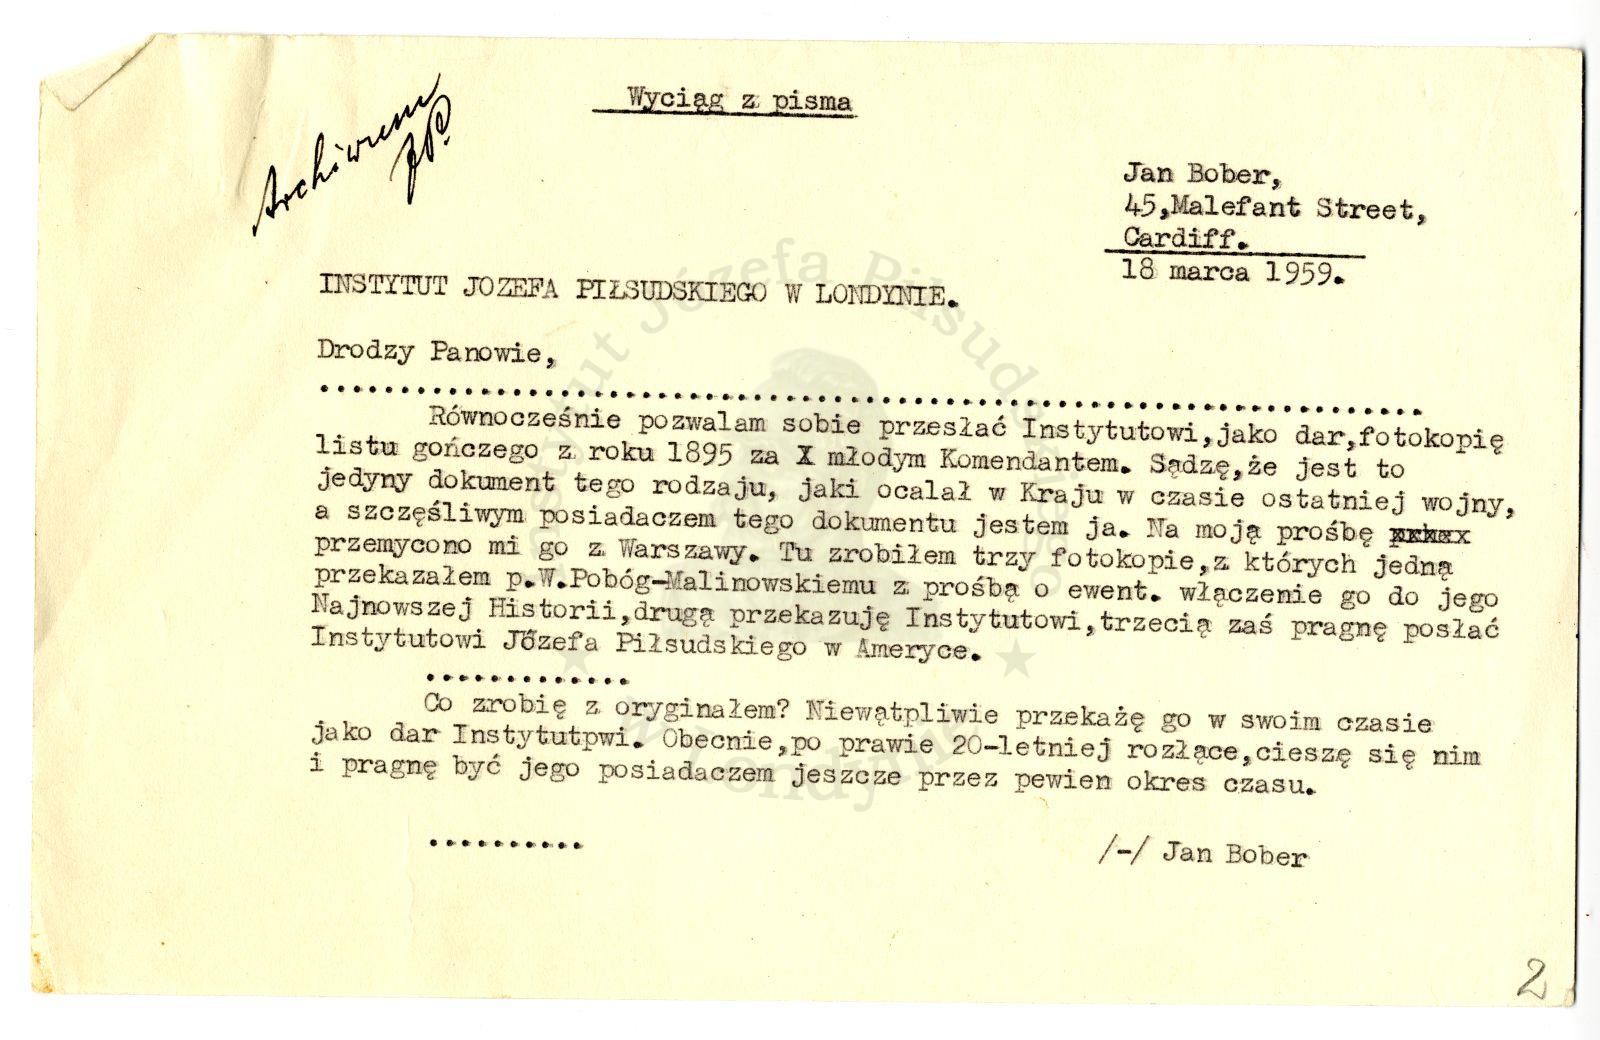 Wyciąg z pisma
Archiwum
JP.
Jan Bober,
45,Malefant Street,
Cardiff.
18 marca 1959.
INSTYTUT JOZEFA PIŁSUDSKIEGO W LONDYNIE.
Drodzy Panowie,
......................................................................
Równocześnie pozwalam sobie przesłać Instytutowi,jako dar,fotokopię
listu gończego z roku 1895 za X młodym Komendantem. Sądzę,że jest to
jedyny dokument tego rodzaju, jaki ocalał w Kraju w czasie ostatniej wojny,
a szczęśliwym posiadaczem tego dokumentu jestem ja. Na moją prośbę
przemycono mi go z Warszawy. Tu zrobiłem trzy fotokopie,z których jedną
przekazałem p.W.Pobóg-Malinowskiemu z prośbą o ewent. włączenie go do jego
Najnowszej Historii,drugą przekazuję Instytutowi,trzecią zaś pragnę posłać
Instytutowi Józefa Piłsudskiego w Ameryce.
.............
Co zrobię z oryginałem? Niewątpliwie przekażę go w swoim czasie
jako dar Instytutpwi. Obecnie,po prawie 20-letniej rozłące,cieszę się nim
i pragnę być jego posiadaczem jeszcze przez pewien okres czasu.
..........
/-/ Jan Bober
2
Instytut Józefa Piłsudskiego
w Londynie